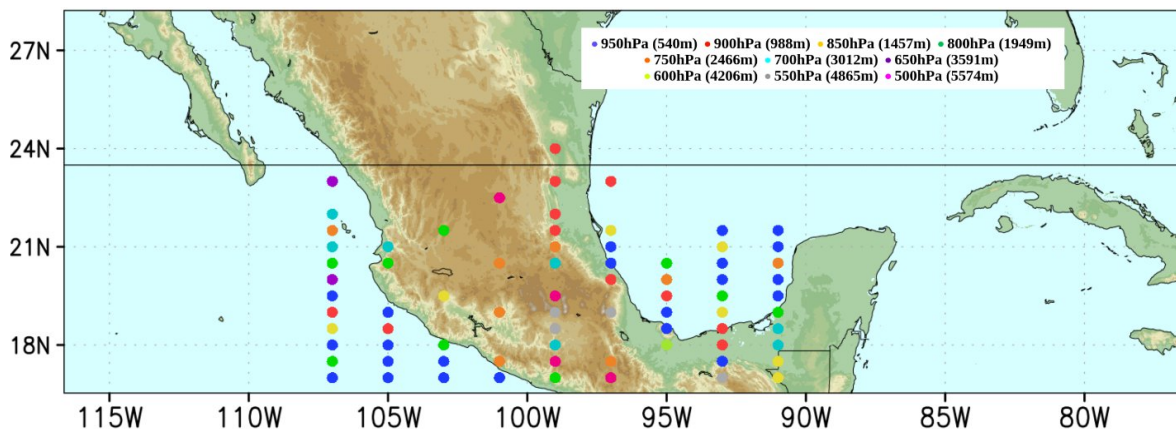 27N
950hPa (540m) 900hPa (988m) 850hPa (1457m) 800hPa (1949m)
750hPa (2466m) 700hPa (3012m) 650hPa (3591m)
600hPa (4206m) 550hPa (4865m) 500hPa (5574m)
24N
21N
18N
115W 110W 105W 100W 95W 90W 85W 80W